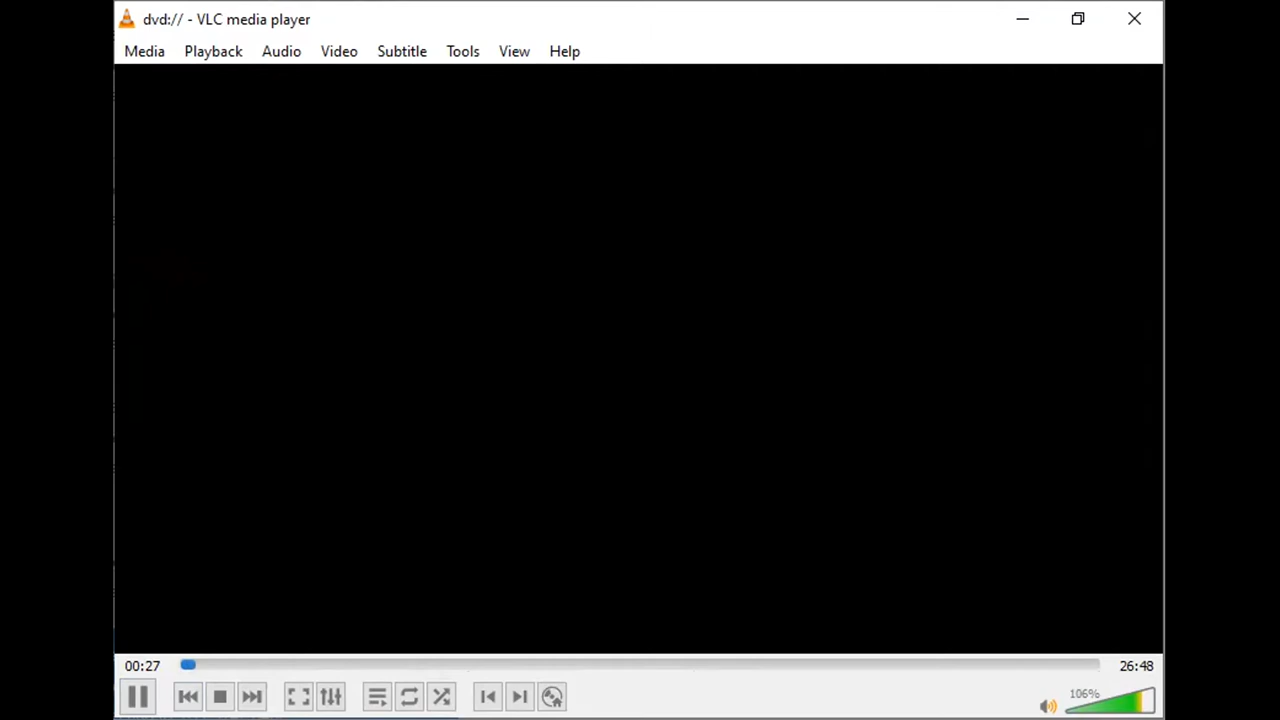 dvd:// - VLC media player
Media Playback Audio Video Subtitle Tools View Help
00:27 26:48
106%